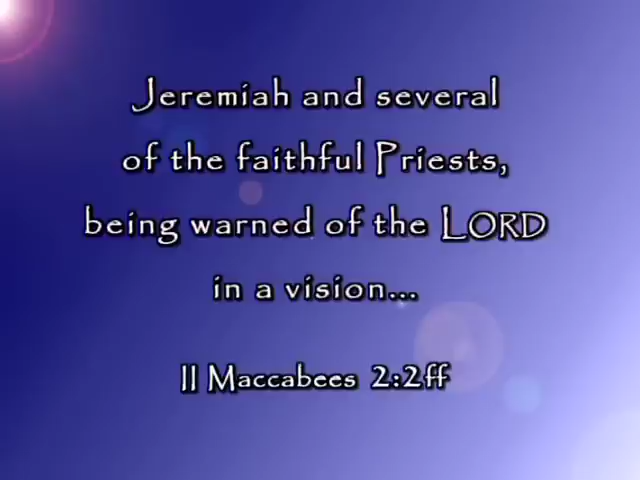 Jeremiah and several
of the faithful Priests,
being warned of the LORD
in a vision...
II Maccabees 2:2ff